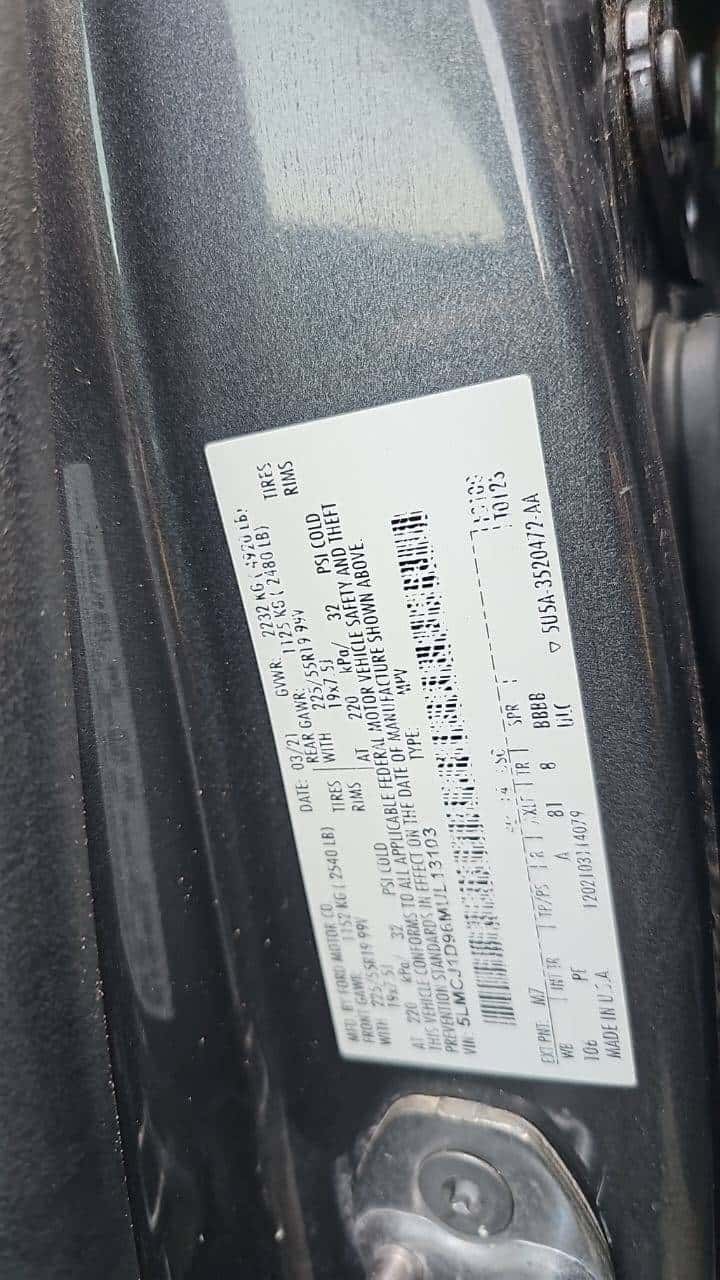 MFD. BY FORD MOTOR CO.
DATE: 03/21 GVWR: 2232 KG ( 4920 LB)
FRONT GAWR: 1152 KG ( 2540 LB) REAR GAWR: 1125 KG ( 2480 LB)
WITH 225/55R19 99V TIRES WITH 225/55R19 99V TIRES
19x7.5J RIMS 19x7.5J RIMS
AT 220 kPa/ 32 PSI COLD AT 220 kPa/ 32 PSI COLD
THIS VEHICLE CONFORMS TO ALL APPLICABLE FEDERAL MOTOR VEHICLE SAFETY AND THEFT
PREVENTION STANDARDS IN EFFECT ON THE DATE OF MANUFACTURE SHOWN ABOVE.
VIN: 5LMCJ1D96MUL13103 TYPE: MPV
T0123
EXT PNT: M7
INT TR TP/PS R AXLE TR SPR
WE A 81 8 BBBB
106 PE 1202103114079
MADE IN U.S.A. ▽ 5U5A-3520472-AA